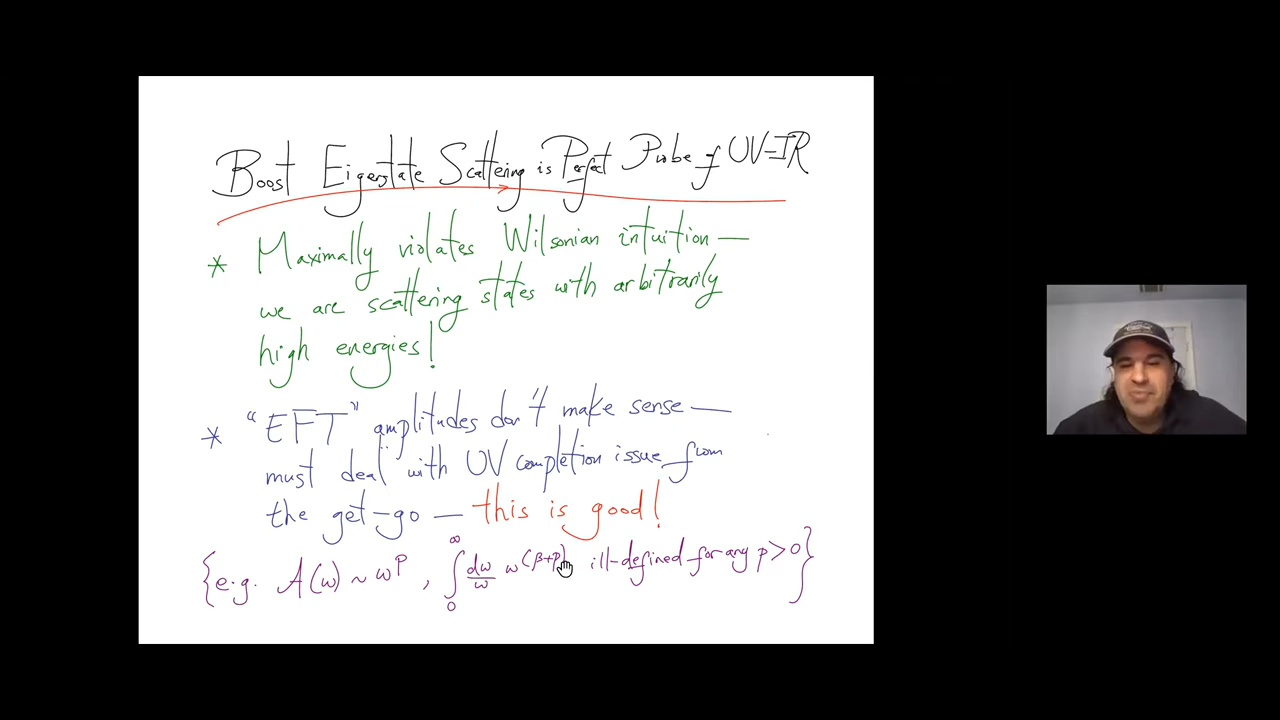 Boost Eigenstate Scattering is Perfect Probe of UV-IR
* Maximally violates Wilsonian intuition —
we are scattering states with arbitrarily
high energies!
* "EFT" amplitudes don't make sense —
must deal with UV completion issue from
the get-go — this is good!
{e.g. A(ω) ~ ω^p , ∫_0^∞ dω/ω ω^(β+p) ill-defined for any p > 0}